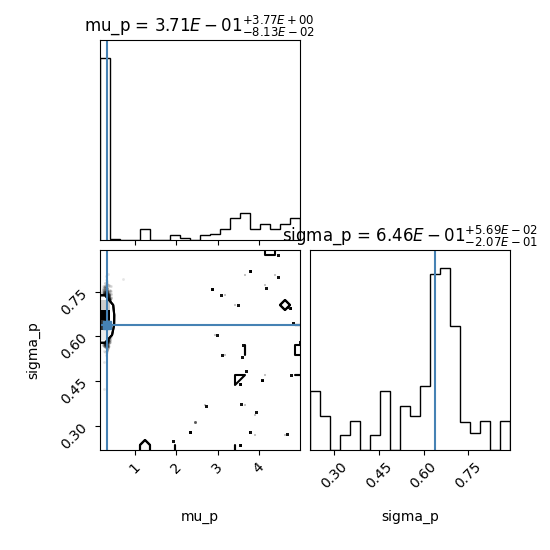 mu_p = 3.71E − 01+3.77E + 00 −8.13E − 02
sigma_p = 6.46E − 01+5.69E − 02 −2.07E − 01
0.75
0.60
0.45
0.30
sigma_p
1 2 3 4
0.30 0.45 0.60 0.75
mu_p
sigma_p